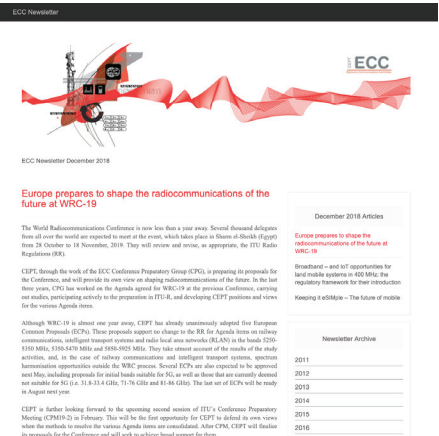 ECC Newsletter
CEPT
ECC
ECC Newsletter December 2018
Europe prepares to shape the radiocommunications of the
future at WRC-19
The World Radiocommunications Conference is now less than a year away. Several thousand delegates
from all over the world are expected to meet at the event, which takes place in Sharm el-Sheikh (Egypt)
from 28 October to 18 November, 2019. They will review and revise, as appropriate, the ITU Radio
Regulations (RR).
CEPT, through the work of the ECC Conference Preparatory Group (CPG), is preparing its proposals for
the Conference, and will provide its own view on shaping radiocommunications of the future. In the last
three years, CPG has worked on the Agenda agreed for WRC-19 at the previous Conference, carrying
out studies, participating actively to the preparation in ITU-R, and developing CEPT positions and views
for the various Agenda items.
Although WRC-19 is almost one year away, CEPT has already unanimously adopted five European
Common Proposals (ECPs). These proposals support no change to the RR for Agenda items on railway
communications, intelligent transport systems and radio local area networks (RLAN) in the bands 5250-
5350 MHz, 5350-5470 MHz and 5850-5925 MHz. They take utmost account of the results of the study
activities, and, in the case of railway communications and intelligent transport systems, spectrum
harmonisation opportunities outside the WRC process. Several ECPs are also expected to be approved
next May, including proposals for initial bands suitable for 5G, as well as those that are currently deemed
not suitable for 5G (i.e. 31.8-33.4 GHz, 71-76 GHz and 81-86 GHz). The last set of ECPs will be ready
in August next year.
CEPT is further looking forward to the upcoming second session of ITU's Conference Preparatory
Meeting (CPM19-2) in February. This will be the first opportunity for CEPT to defend its own views
when the methods to resolve the various Agenda items are consolidated. After CPM, CEPT will finalise
its proposals for the Conference and will seek to achieve broad support for them.
December 2018 Articles
Europe prepares to shape the
radiocommunications of the future at
WRC-19
Broadband – and IoT opportunities for
land mobile systems in 400 MHz: the
regulatory framework for their introduction
Keeping it eSIMple – The future of mobile
Newsletter Archive
2011
2012
2013
2014
2015
2016